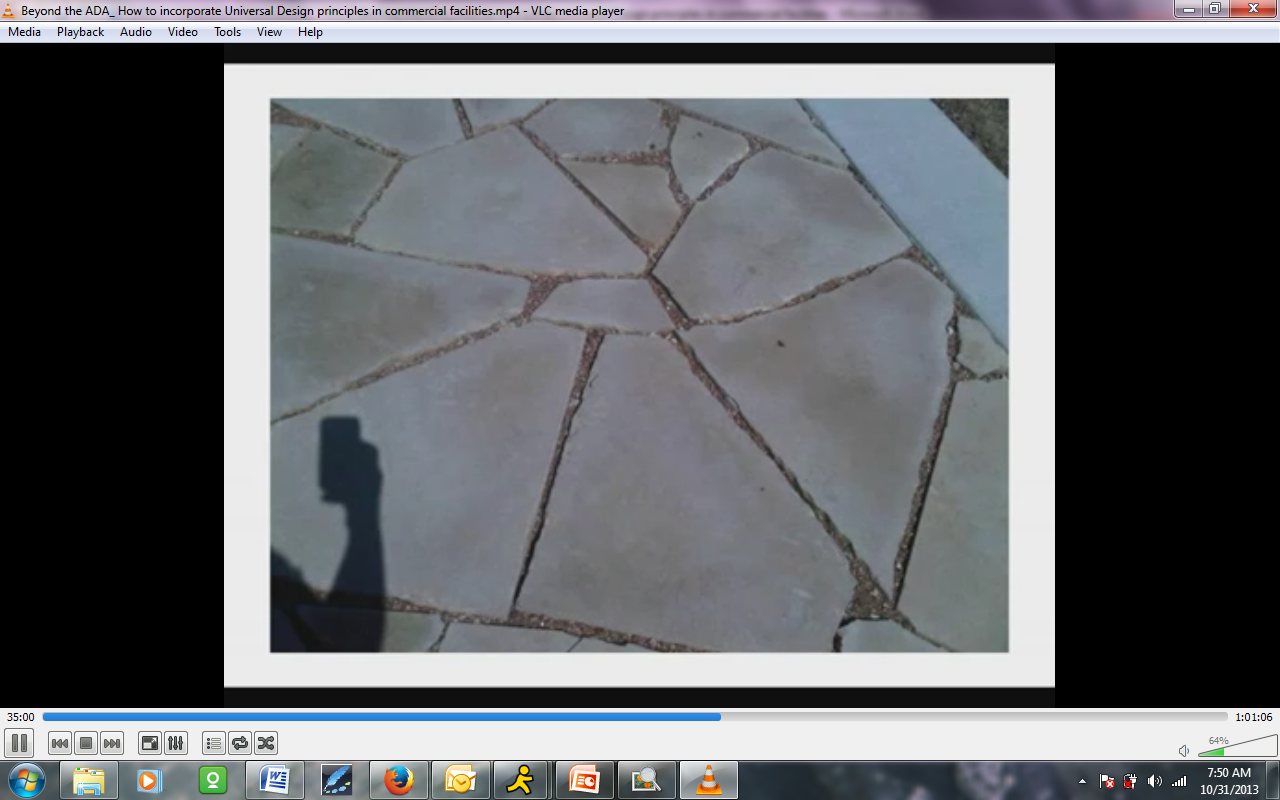 Beyond the ADA_ How to incorporate Universal Design principles in commercial facilities.mp4 - VLC media player
Media Playback Audio Video Tools View Help
35:00
1:01:06
64%
7:50 AM
10/31/2013